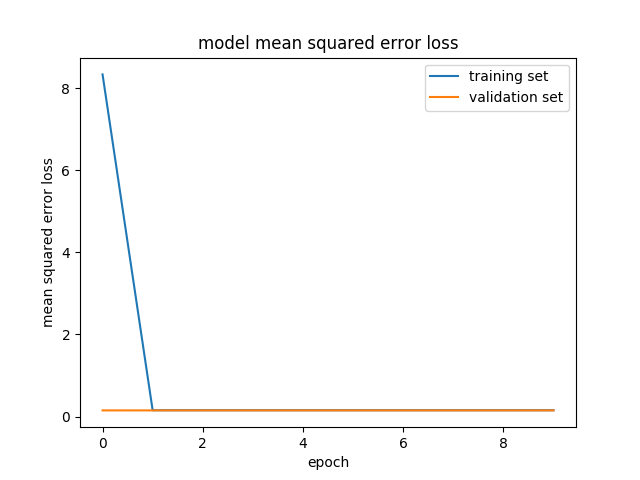 model mean squared error loss
training set
validation set
8
6
4
2
0
mean squared error loss
0 2 4 6 8
epoch